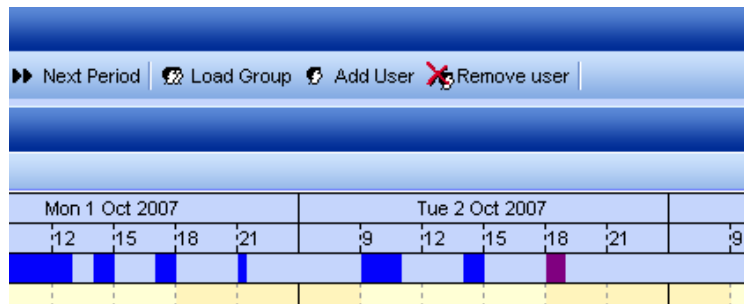 Next Period Load Group Add User Remove user
Mon 1 Oct 2007 Tue 2 Oct 2007
12 15 18 21 9 12 15 18 21 9